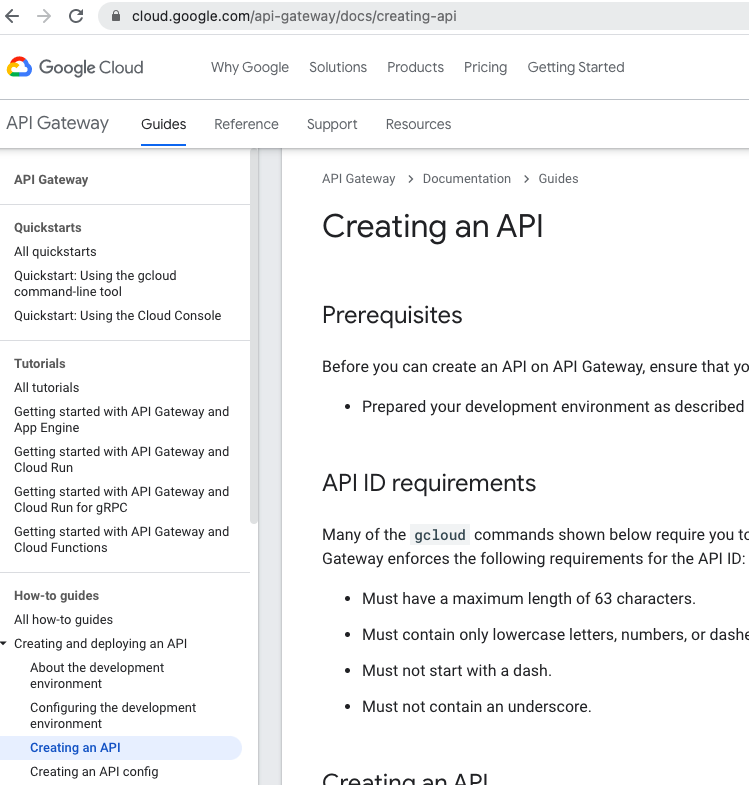 cloud.google.com/api-gateway/docs/creating-api
Google Cloud
Why Google Solutions Products Pricing Getting Started
API Gateway
Guides Reference Support Resources
API Gateway
Quickstarts
All quickstarts
Quickstart: Using the gcloud
command-line tool
Quickstart: Using the Cloud Console
Tutorials
All tutorials
Getting started with API Gateway and
App Engine
Getting started with API Gateway and
Cloud Run
Getting started with API Gateway and
Cloud Run for gRPC
Getting started with API Gateway and
Cloud Functions
How-to guides
All how-to guides
Creating and deploying an API
About the development
environment
Configuring the development
environment
Creating an API
Creating an API config
API Gateway > Documentation > Guides
Creating an API
Prerequisites
Before you can create an API on API Gateway, ensure that
• Prepared your development environment as described
API ID requirements
Many of the gcloud commands shown below require you to
Gateway enforces the following requirements for the API ID:
• Must have a maximum length of 63 characters.
• Must contain only lowercase letters, numbers, or
• Must not start with a dash.
• Must not contain an underscore.
Creating an API